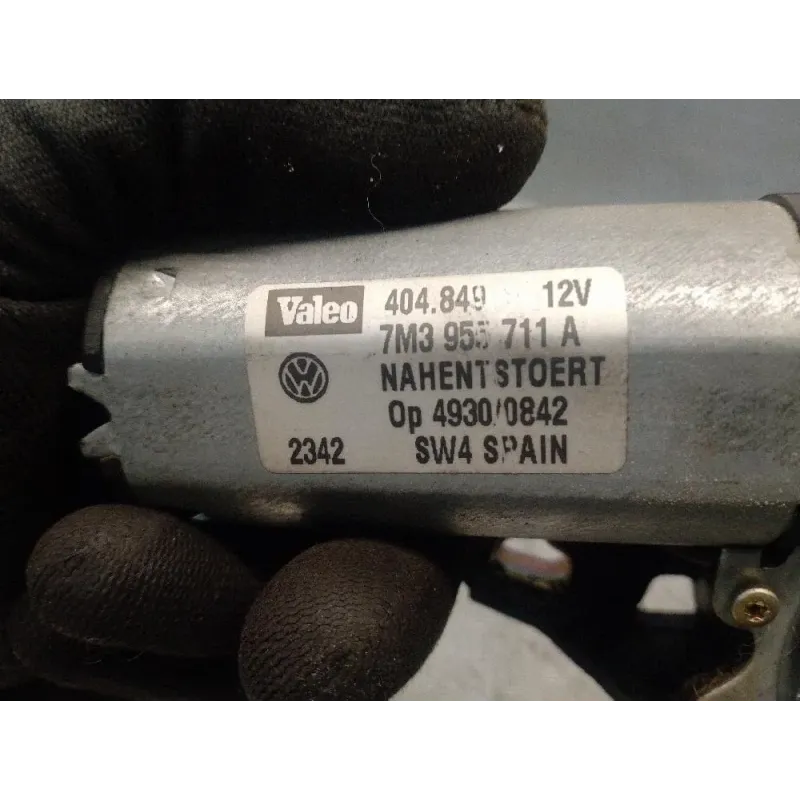 Valeo 404.849 12V
7M3 955 711 A
NAHENTSTOERT
Op 4930/0842
2342 SW4 SPAIN